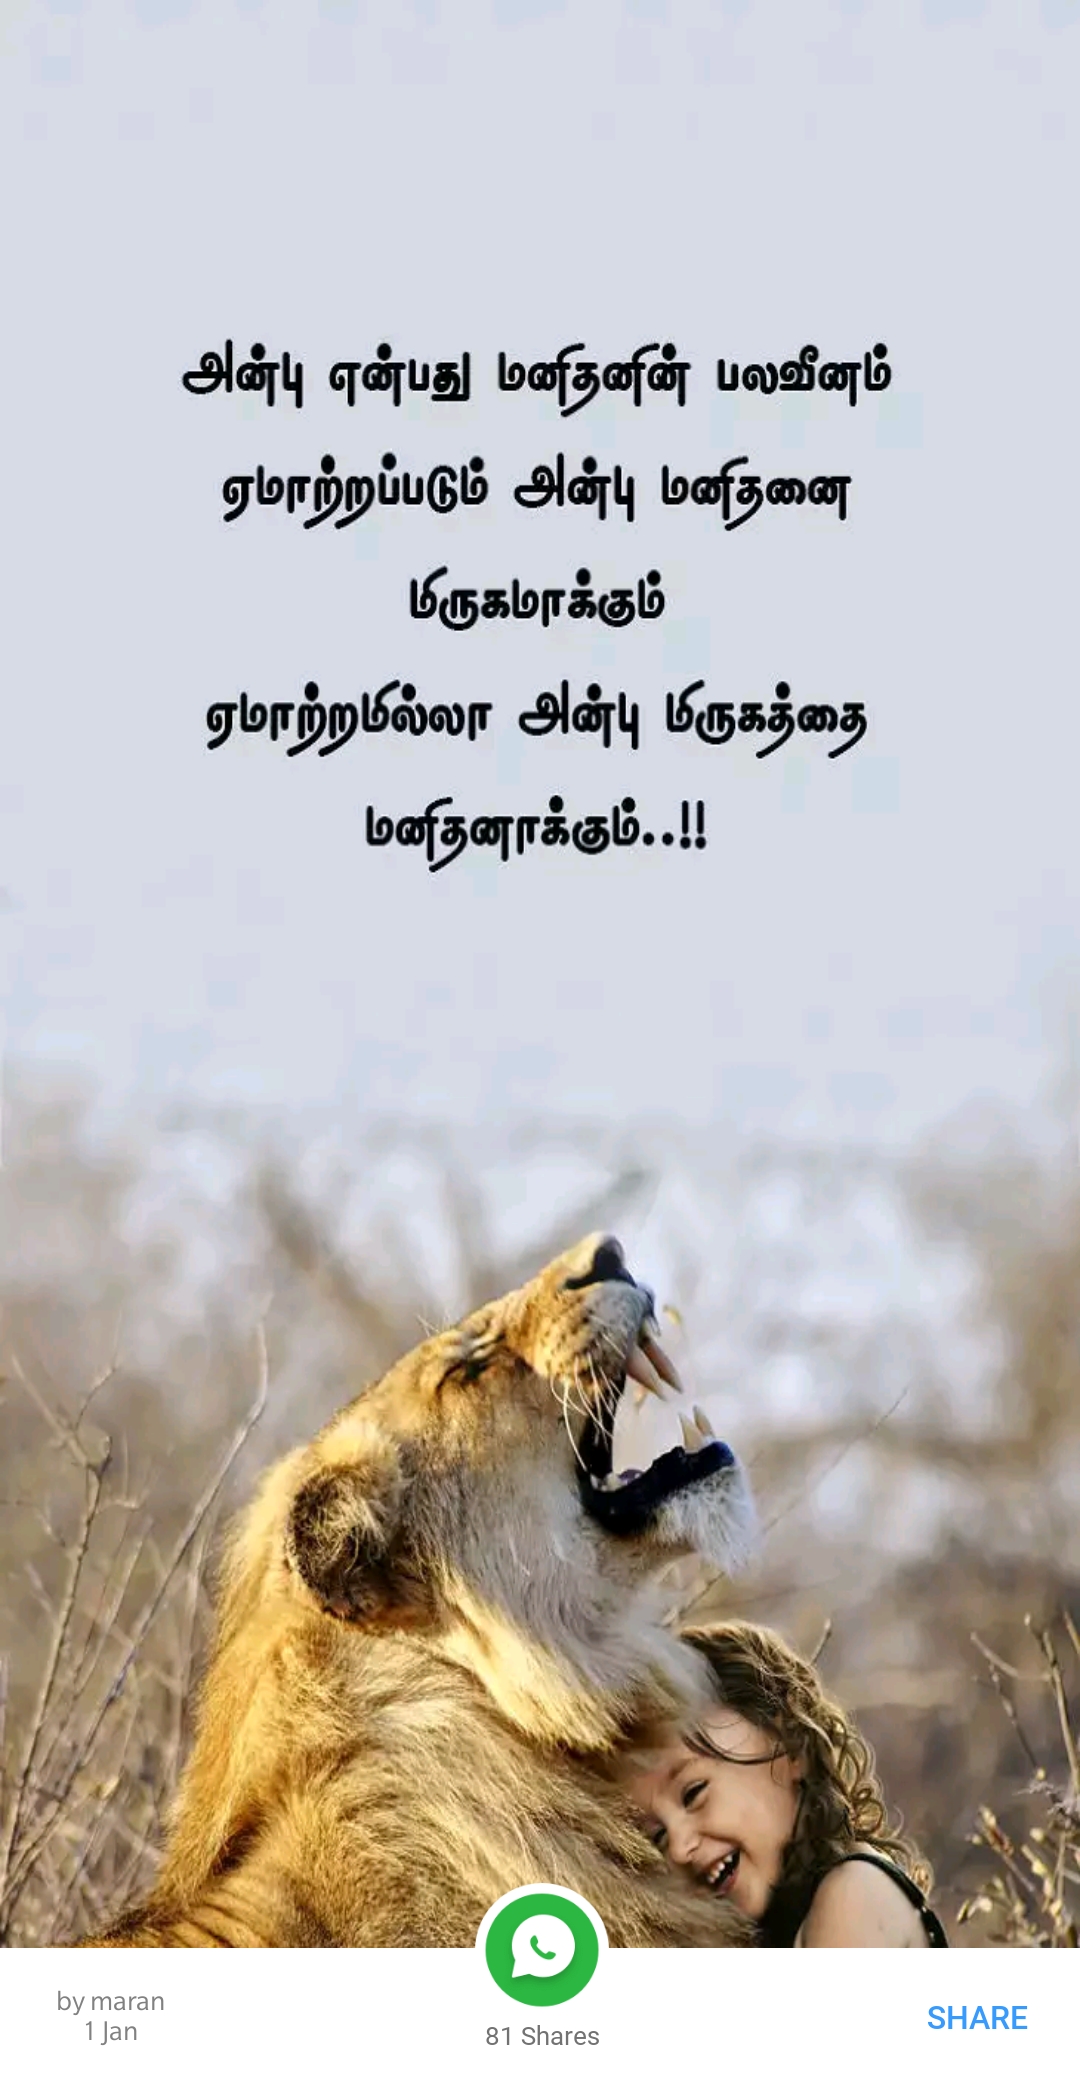 அன்பு என்பது மனிதனின் பலவீனம்
ஏமாற்றப்படும் அன்பு மனிதனை
மிருகமாக்கும்
ஏமாற்றமில்லா அன்பு மிருகத்தை
மனிதனாக்கும்..!!
by maran
1 Jan
81 Shares
SHARE